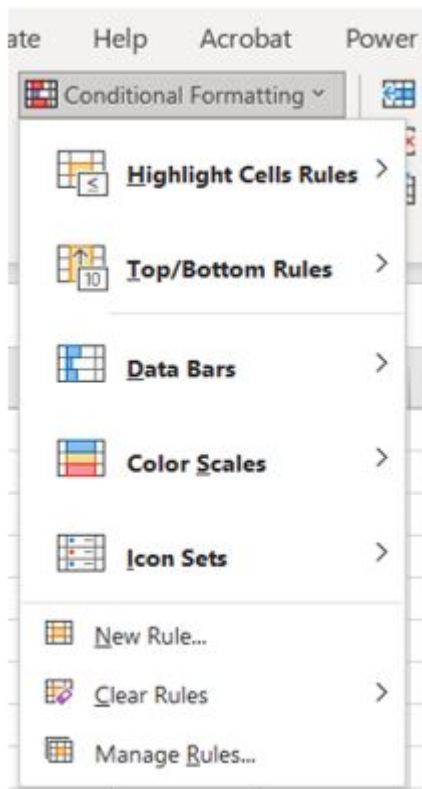 ate Help Acrobat Power
Conditional Formatting
Highlight Cells Rules
≤
Top/Bottom Rules
10
Data Bars
Color Scales
Icon Sets
New Rule...
Clear Rules
Manage Rules...